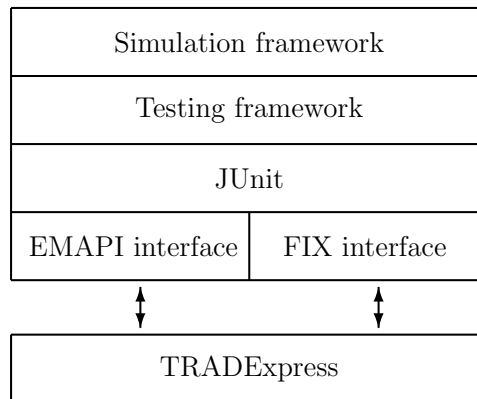 Simulation framework
Testing framework
JUnit
EMAPI interface FIX interface
TRADExpress